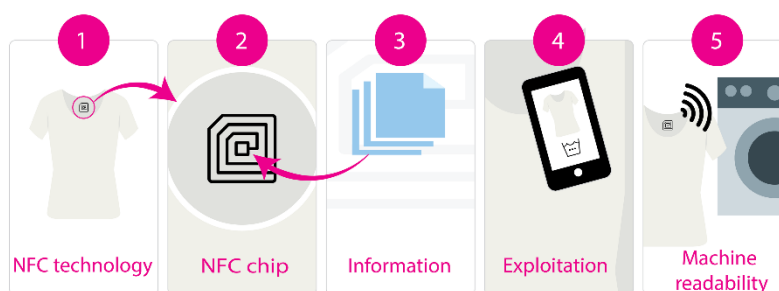 1
2
3
4
5
NFC technology
NFC chip
Information
Exploitation
Machine
readability